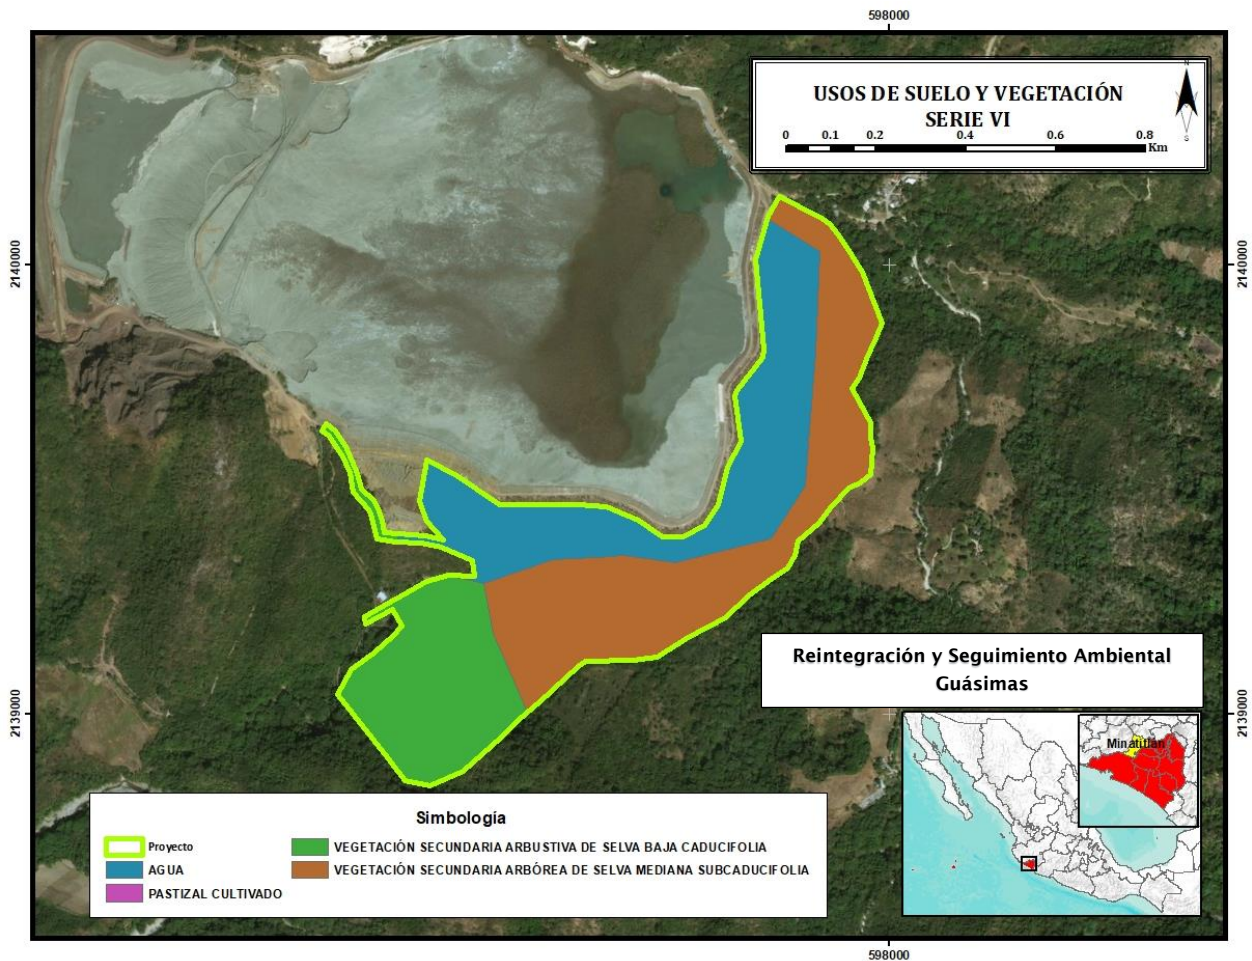 598000
USOS DE SUELO Y VEGETACIÓN
SERIE VI
N
S
0 0.1 0.2 0.4 0.6 0.8
Km
2140000
2140000
Reintegración y Seguimiento Ambiental
Guásimas
2139000
2139000
Minatitlán
Simbología
Proyecto
AGUA
PASTIZAL CULTIVADO
VEGETACIÓN SECUNDARIA ARBUSTIVA DE SELVA BAJA CADUCIFOLIA
VEGETACIÓN SECUNDARIA ARBÓREA DE SELVA MEDIANA SUBCADUCIFOLIA
598000